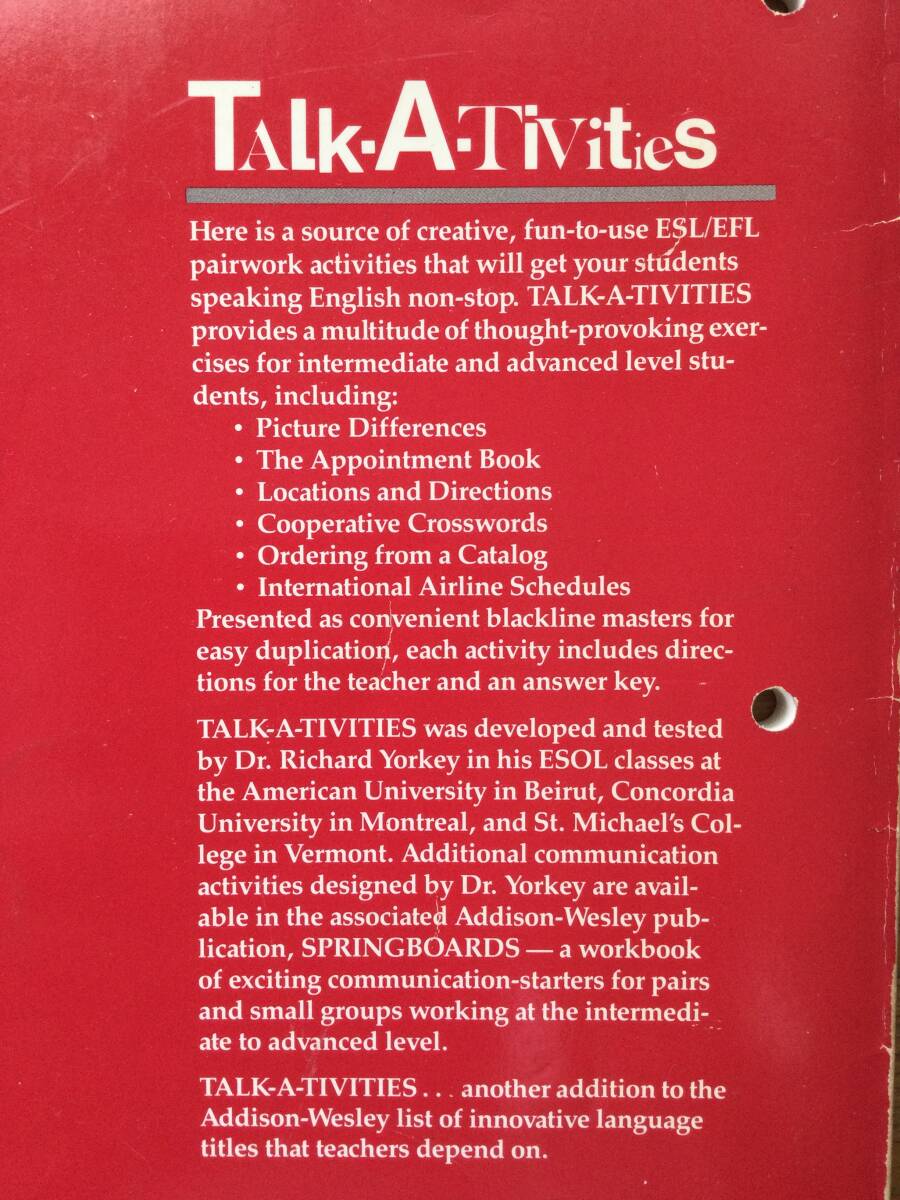 TAlk-A-TiVities
Here is a source of creative, fun-to-use ESL/EFL
pairwork activities that will get your students
speaking English non-stop. TALK-A-TIVITIES
provides a multitude of thought-provoking exer-
cises for intermediate and advanced level stu-
dents, including:
• Picture Differences
• The Appointment Book
• Locations and Directions
• Cooperative Crosswords
• Ordering from a Catalog
• International Airline Schedules
Presented as convenient blackline masters for
easy duplication, each activity includes direc-
tions for the teacher and an answer key.
TALK-A-TIVITIES was developed and tested
by Dr. Richard Yorkey in his ESOL classes at
the American University in Beirut, Concordia
University in Montreal, and St. Michael's Col-
lege in Vermont. Additional communication
activities designed by Dr. Yorkey are avail-
able in the associated Addison-Wesley pub-
lication, SPRINGBOARDS — a workbook
of exciting communication-starters for pairs
and small groups working at the intermedi-
ate to advanced level.
TALK-A-TIVITIES . . . another addition to the
Addison-Wesley list of innovative language
titles that teachers depend on.